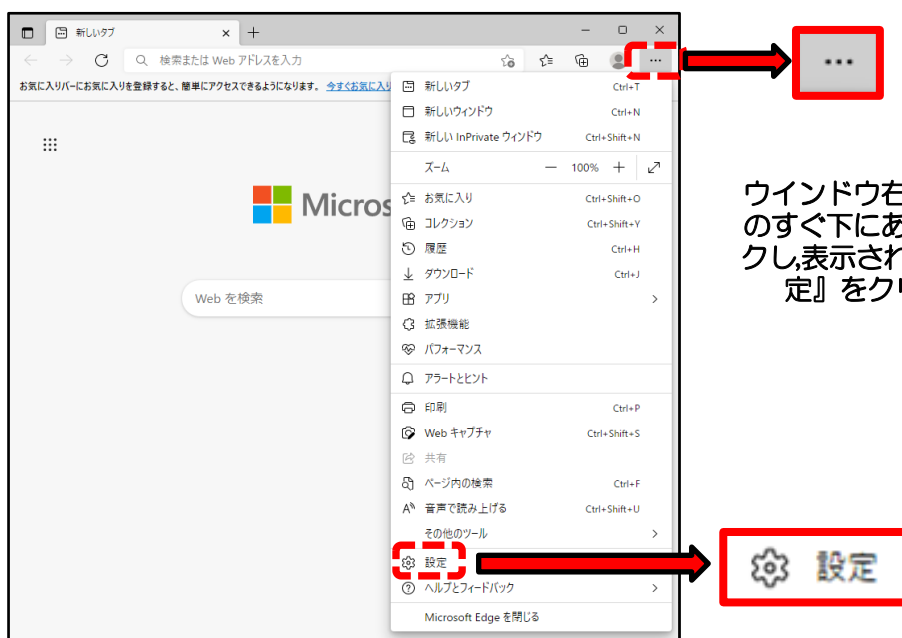 新しいタブ
検索または Web アドレスを入力
お気に入りバーにお気に入りを登録すると、簡単にアクセスできるようになります。 今すぐお気に入り
新しいタブ Ctrl+T
新しいウィンドウ Ctrl+N
新しい InPrivate ウィンドウ Ctrl+Shift+N
ズーム — 100% +
お気に入り Ctrl+Shift+O
コレクション Ctrl+Shift+Y
履歴 Ctrl+H
ダウンロード Ctrl+J
アプリ
拡張機能
パフォーマンス
アラートとヒント
印刷 Ctrl+P
Web キャプチャ Ctrl+Shift+S
共有
ページ内の検索 Ctrl+F
音声で読み上げる Ctrl+Shift+U
その他のツール
設定
ヘルプとフィードバック
Microsoft Edge を閉じる
Micros
Web を検索
…
ウインドウ右
のすぐ下にあ
クし,表示され
定』をクリ
設定